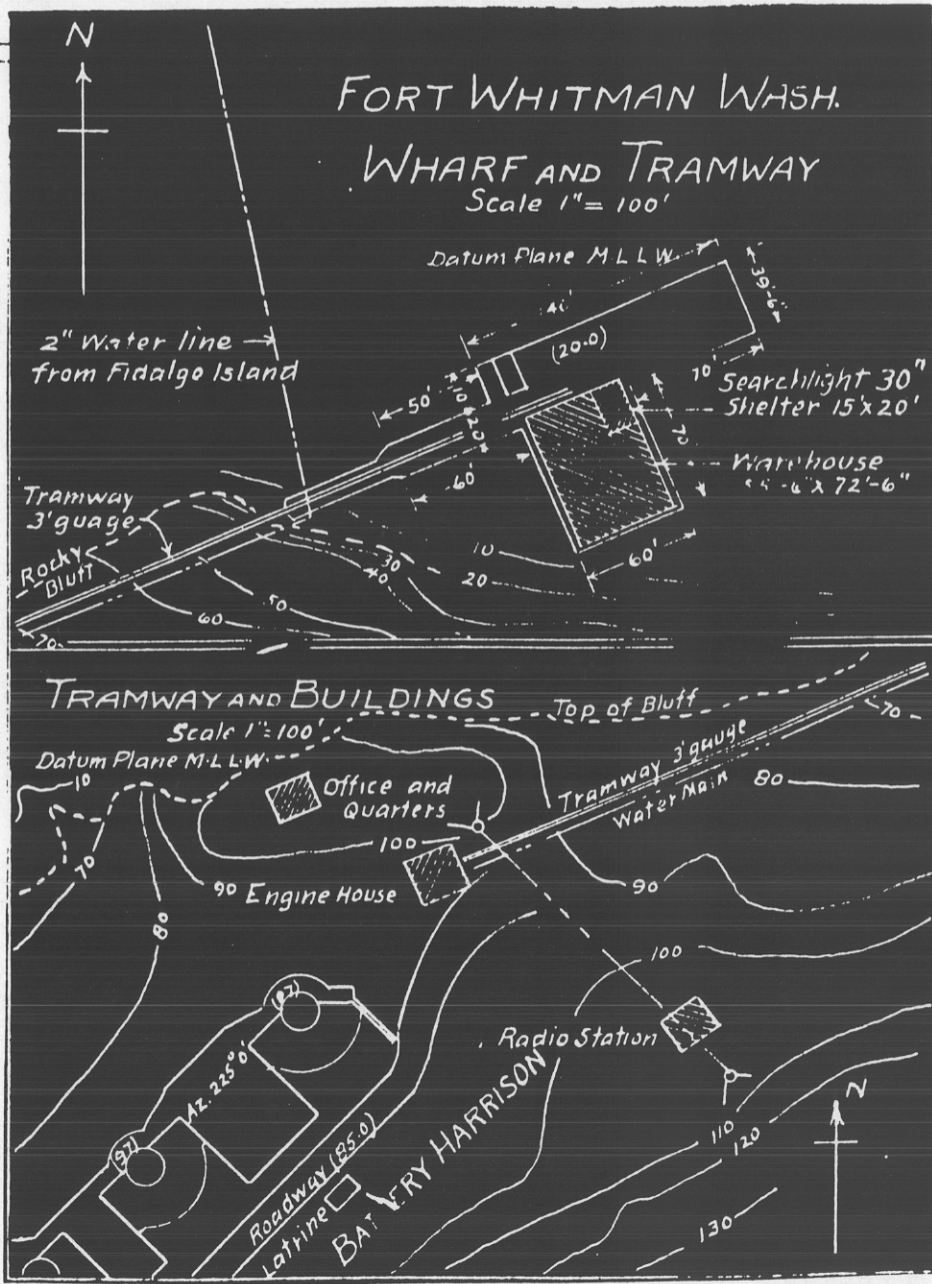 N
FORT WHITMAN WASH.
WHARF AND TRAMWAY
Scale 1"= 100'
Datum Plane M.L.L.W.
39'-6"
(20.0)
2" Water line
from Fidalgo Island
50'
10'
20'
60'
70'
70
Searchlight 30"
Shelter 15'x20'
Warehouse
x 72'-6"
60'
Tramway
3' guage
Rocky
Bluff
10
20
30
40
50
60
70
TRAMWAY AND BUILDINGS
Scale 1"=100'
Datum Plane M.L.L.W.
Top of Bluff
70
10
Office and
Quarters
Tramway 3' gauge
Water Main
80
100
70
90
Engine House
90
80
100
(97)
Radio Station
Az. 225°0'
N
110
120
(97)
Roadway (85.0)
Latrine
BATTERY HARRISON
130